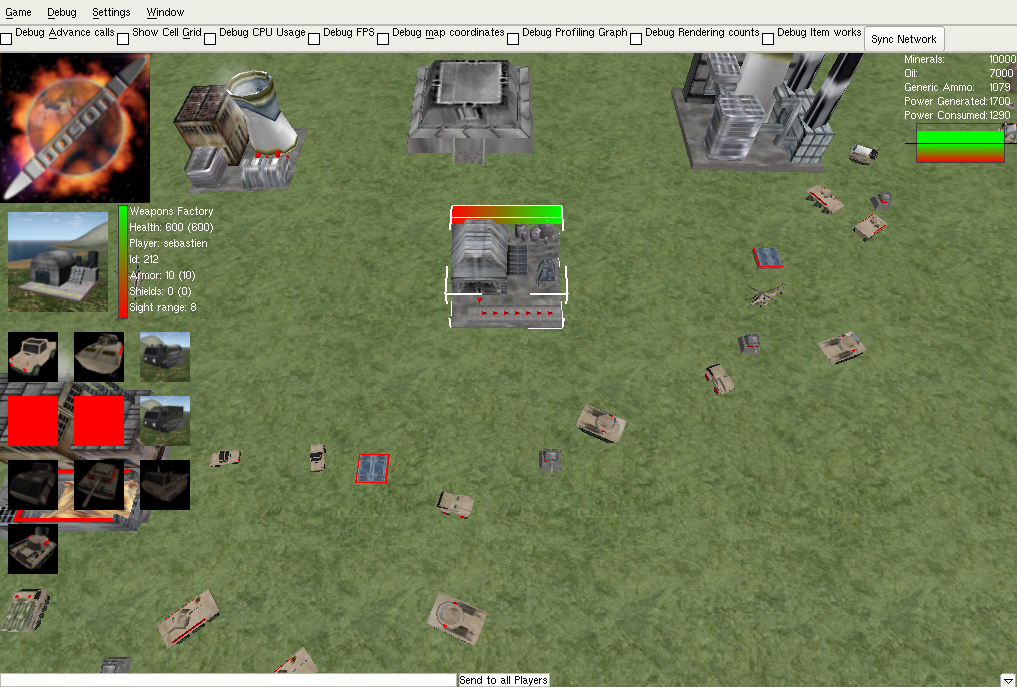 Game Debug Settings Window
Debug Advance calls Show Cell Grid Debug CPU Usage Debug FPS Debug map coordinates Debug Profiling Graph Debug Rendering counts Debug Item works Sync Network
boson
Minerals: 10000
Oil: 7000
Generic Ammo: 1079
Power Generated: 1700
Power Consumed: 1290
Weapons Factory
Health: 600 (600)
Player: sebastien
Id: 212
Armor: 10 (10)
Shields: 0 (0)
Sight range: 8
Send to all Players